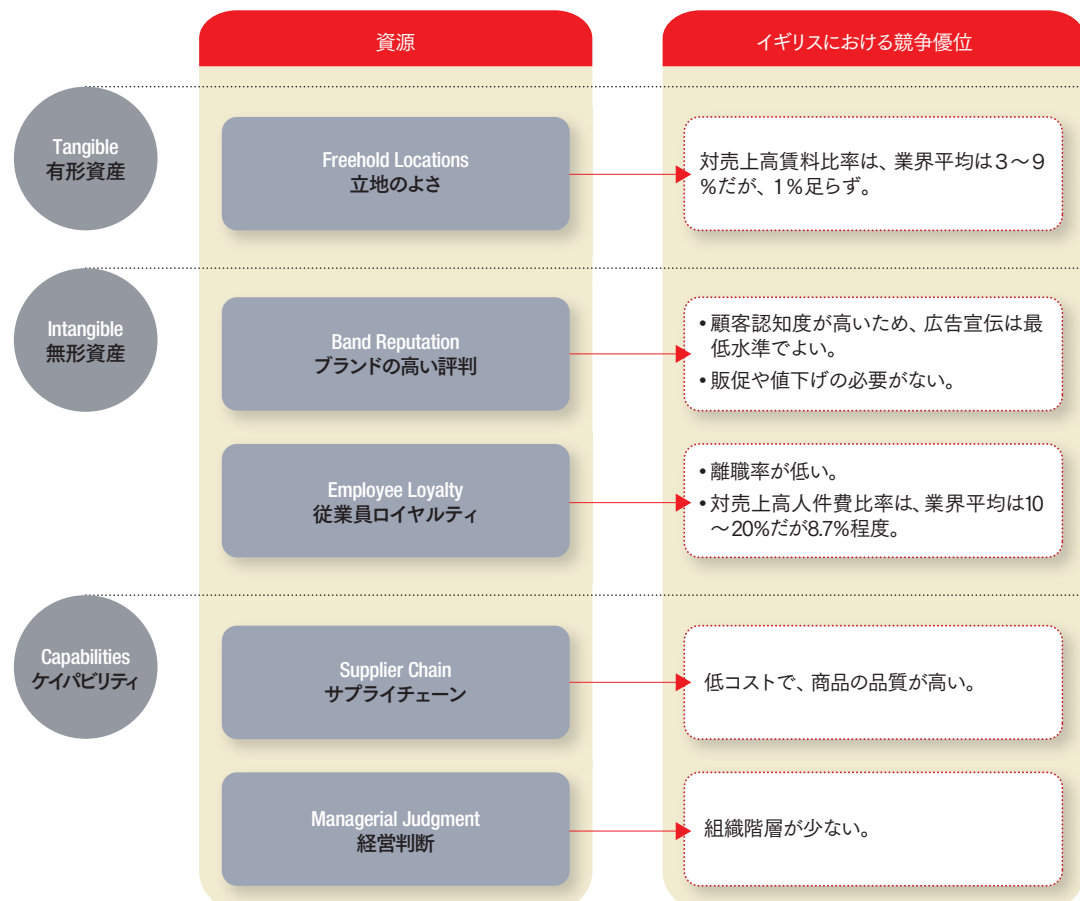 資源
イギリスにおける競争優位
Tangible
有形資産
Freehold Locations
立地のよさ
対売上高賃料比率は、業界平均は3〜9
%だが、1%足らず。
Intangible
無形資産
Band Reputation
ブランドの高い評判
• 顧客認知度が高いため、広告宣伝は最
低水準でよい。
• 販促や値下げの必要がない。
Employee Loyalty
従業員ロイヤルティ
• 離職率が低い。
• 対売上高人件費比率は、業界平均は10
〜20%だが8.7%程度。
Capabilities
ケイパビリティ
Supplier Chain
サプライチェーン
低コストで、商品の品質が高い。
Managerial Judgment
経営判断
組織階層が少ない。